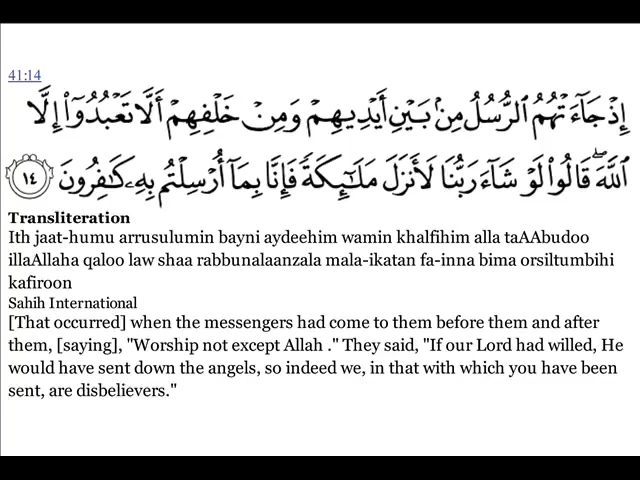 41:14
إِذْ جَآءَتْهُمُ ٱلرُّسُلُ مِنۢ بَيْنِ أَيْدِيهِمْ وَمِنْ خَلْفِهِمْ أَلَّا تَعْبُدُوٓا۟ إِلَّا
ٱللَّهَ ۖ قَالُوا۟ لَوْ شَآءَ رَبُّنَا لَأَنزَلَ مَلَـٰٓئِكَةً فَإِنَّا بِمَآ أُرْسِلْتُم بِهِۦ كَـٰفِرُونَ ١٤
Transliteration
Ith jaat-humu arrusulumin bayni aydeehim wamin khalfihim alla taAAbudoo
illaAllaha qaloo law shaa rabbunalaanzala mala-ikatan fa-inna bima orsiltumbihi
kafiroon
Sahih International
[That occurred] when the messengers had come to them before them and after
them, [saying], "Worship not except Allah ." They said, "If our Lord had willed, He
would have sent down the angels, so indeed we, in that with which you have been
sent, are disbelievers."